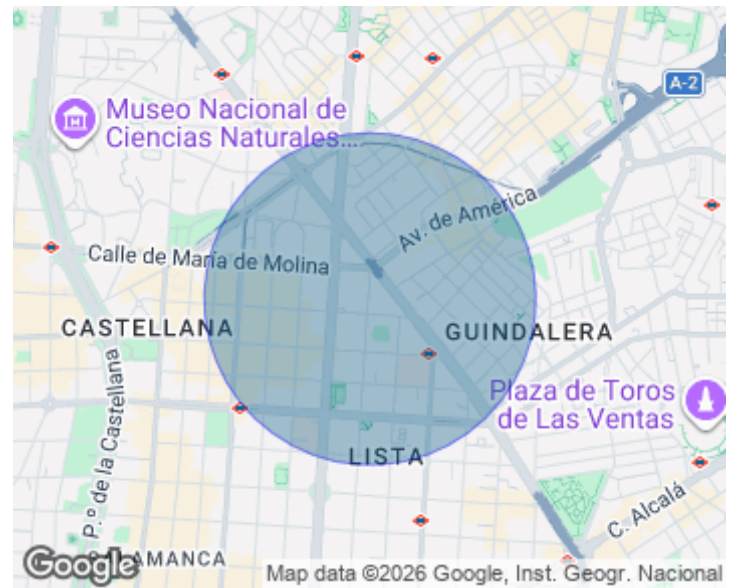 A-2
Museo Nacional de
Ciencias Naturales...
Av. de América
Calle de María de Molina
CASTELLANA
GUINDALERA
Plaza de Toros
de Las Ventas
P.º de la Castellana
LISTA
C. Alcalá
Google
AMANCA
Map data ©2026 Google, Inst. Geogr. Nacional